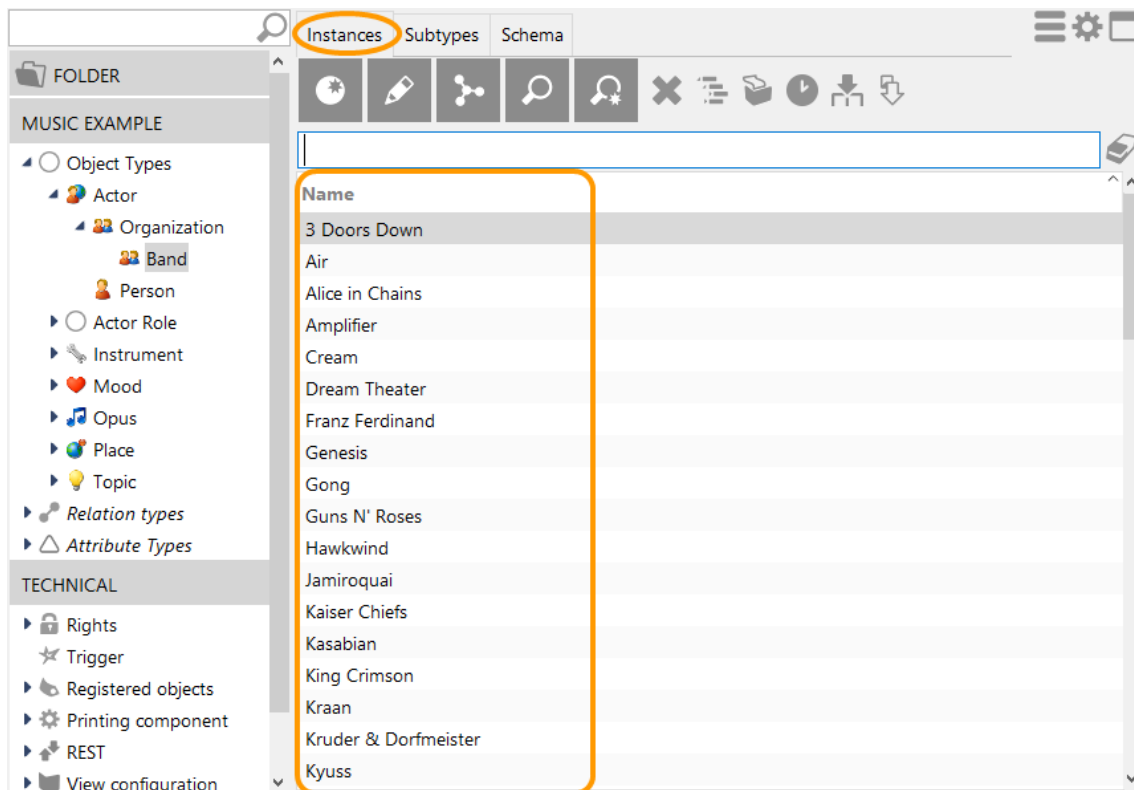 FOLDER
MUSIC EXAMPLE
Object Types
Actor
Organization
Band
Person
Actor Role
Instrument
Mood
Opus
Place
Topic
Relation types
Attribute Types
TECHNICAL
Rights
Trigger
Registered objects
Printing component
REST
View configuration
Instances Subtypes Schema
Name
3 Doors Down
Air
Alice in Chains
Amplifier
Cream
Dream Theater
Franz Ferdinand
Genesis
Gong
Guns N' Roses
Hawkwind
Jamiroquai
Kaiser Chiefs
Kasabian
King Crimson
Kraan
Kruder & Dorfmeister
Kyuss